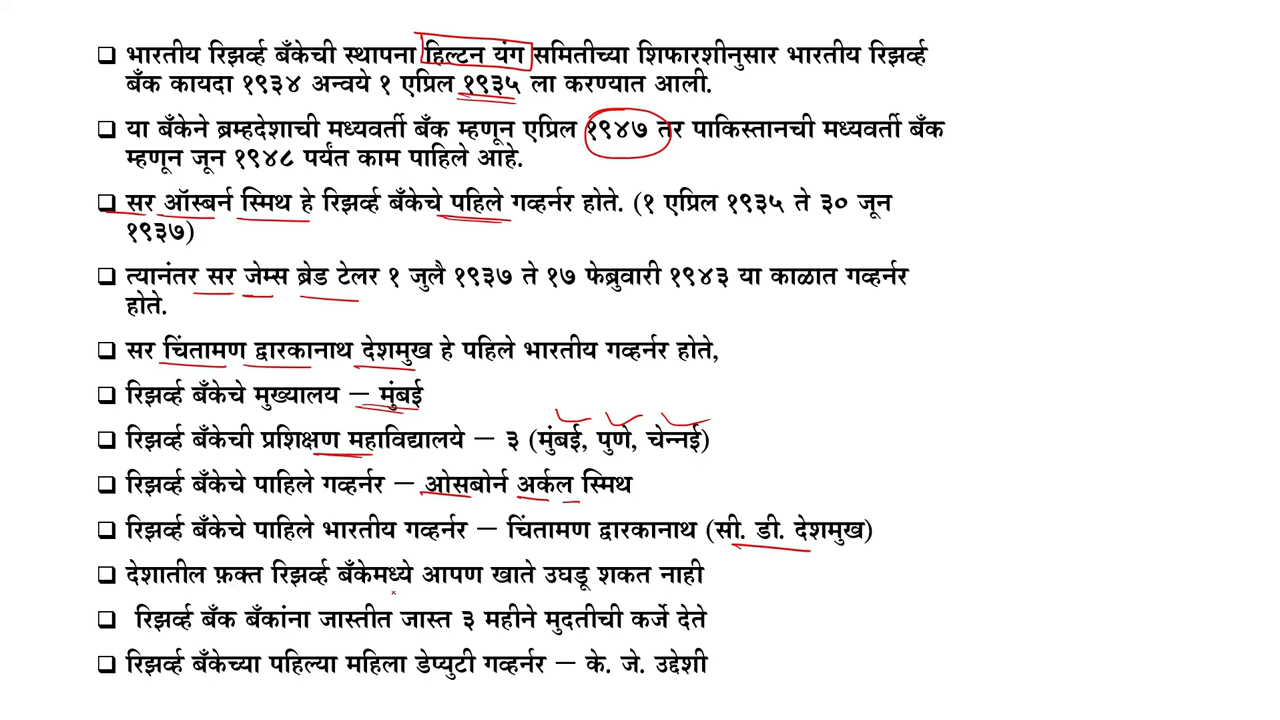 ❑ भारतीय रिझर्व्ह बँकेची स्थापना हिल्टन यंग समितीच्या शिफारशीनुसार भारतीय रिझर्व्ह
बँक कायदा १९३४ अन्वये १ एप्रिल १९३५ ला करण्यात आली.
❑ या बँकेने ब्रम्हदेशाची मध्यवर्ती बँक म्हणून एप्रिल १९४७ तर पाकिस्तानची मध्यवर्ती बँक
म्हणून जून १९४८ पर्यंत काम पाहिले आहे.
❑ सर ऑस्बर्न स्मिथ हे रिझर्व्ह बँकेचे पहिले गव्हर्नर होते. (१ एप्रिल १९३५ ते ३० जून
१९३७)
❑ त्यानंतर सर जेम्स ब्रेड टेलर १ जुलै १९३७ ते १७ फेब्रुवारी १९४३ या काळात गव्हर्नर
होते.
❑ सर चिंतामण द्वारकानाथ देशमुख हे पहिले भारतीय गव्हर्नर होते,
❑ रिझर्व्ह बँकेचे मुख्यालय – मुंबई
❑ रिझर्व्ह बँकेची प्रशिक्षण महाविद्यालये – ३ (मुंबई, पुणे, चेन्नई)
❑ रिझर्व्ह बँकेचे पाहिले गव्हर्नर – ओसबोर्न अर्कल स्मिथ
❑ रिझर्व्ह बँकेचे पाहिले भारतीय गव्हर्नर – चिंतामण द्वारकानाथ (सी. डी. देशमुख)
❑ देशातील फ़क्त रिझर्व्ह बँकेमध्ये आपण खाते उघडू शकत नाही
❑ रिझर्व्ह बँक बँकांना जास्तीत जास्त ३ महीने मुदतीची कर्जे देते
❑ रिझर्व्ह बँकेच्या पहिल्या महिला डेप्युटी गव्हर्नर – के. जे. उद्देशी